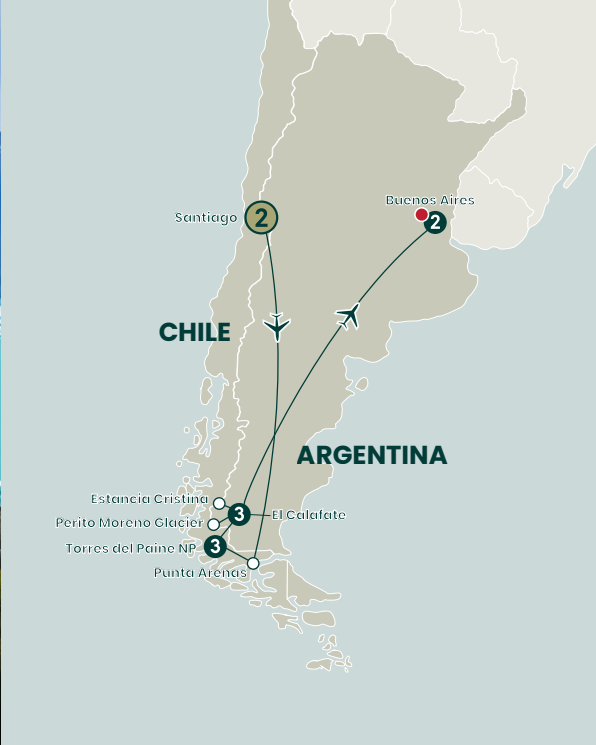 Buenos Aires
2
Santiago
2
CHILE
ARGENTINA
Estancia Cristina
3
El Calafate
Perito Moreno Glacier
Torres del Paine NP
3
Punta Arenas